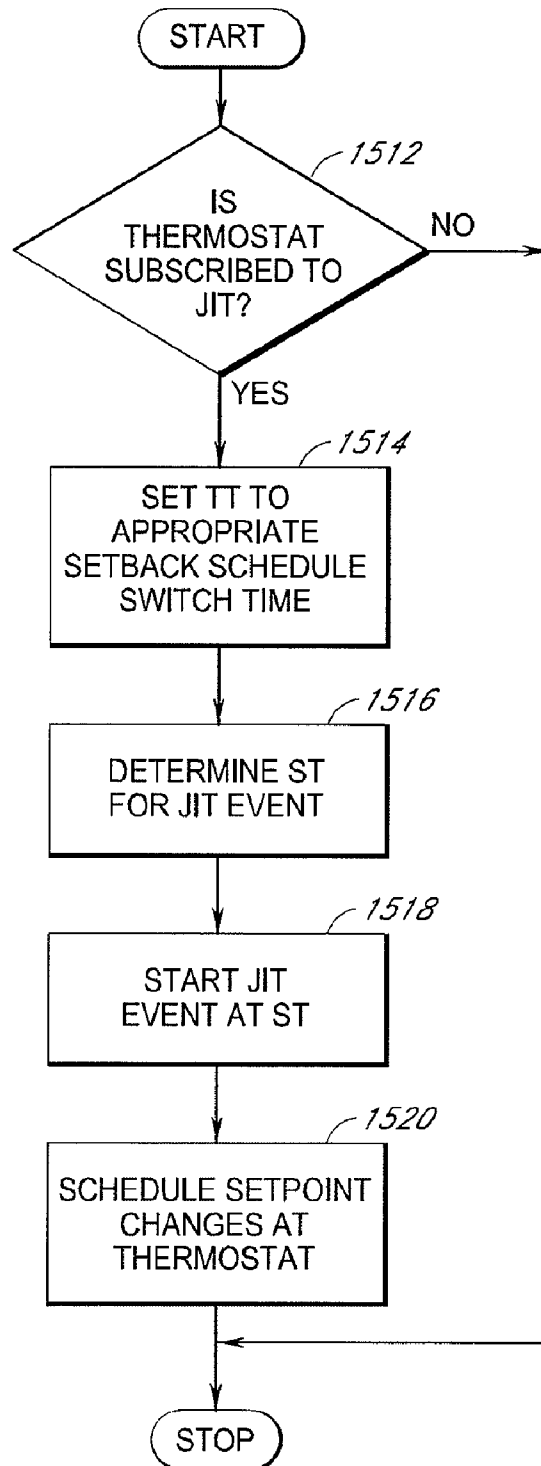 START
1512
IS
THERMOSTAT
SUBSCRIBED TO
JIT?
NO
YES
1514
SET TT TO
APPROPRIATE
SETBACK SCHEDULE
SWITCH TIME
1516
DETERMINE ST
FOR JIT EVENT
1518
START JIT
EVENT AT ST
1520
SCHEDULE SETPOINT
CHANGES AT
THERMOSTAT
STOP